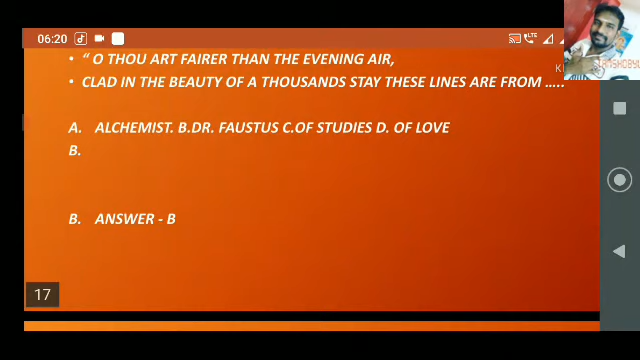 06:20
LTE
• “ O THOU ART FAIRER THAN THE EVENING AIR,
• CLAD IN THE BEAUTY OF A THOUSANDS STAY THESE LINES ARE FROM …..
A. ALCHEMIST. B.DR. FAUSTUS C.OF STUDIES D. OF LOVE
B.
B. ANSWER - B
17